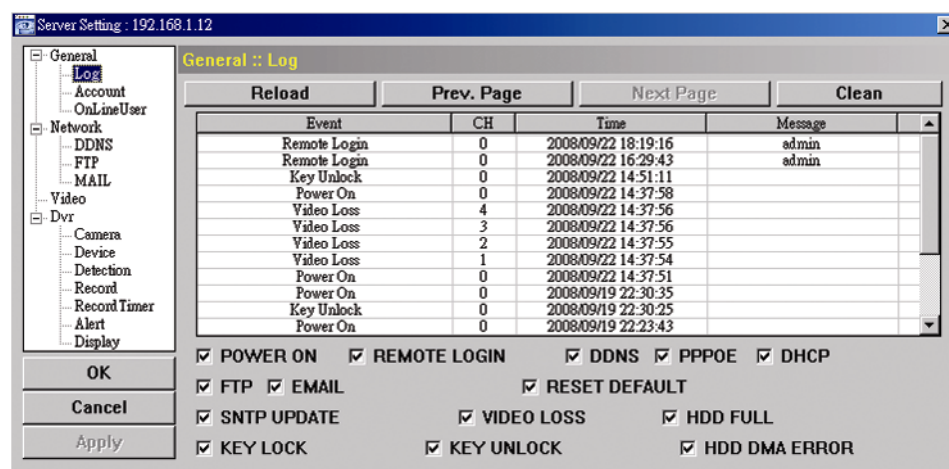 Server Setting : 192.168.1.12
General
Log
Account
OnLineUser
Network
DDNS
FTP
MAIL
Video
Dvr
Camera
Device
Detection
Record
Record Timer
Alert
Display
OK
Cancel
Apply
General :: Log
Reload Prev. Page Next Page Clean
Event CH Time Message
Remote Login 0 2008/09/22 18:19:16 admin
Remote Login 0 2008/09/22 16:29:43 admin
Key Unlock 0 2008/09/22 14:51:11
Power On 0 2008/09/22 14:37:58
Video Loss 4 2008/09/22 14:37:56
Video Loss 3 2008/09/22 14:37:56
Video Loss 2 2008/09/22 14:37:55
Video Loss 1 2008/09/22 14:37:54
Power On 0 2008/09/22 14:37:51
Power On 0 2008/09/19 22:30:35
Key Unlock 0 2008/09/19 22:30:25
Power On 0 2008/09/19 22:23:43
POWER ON REMOTE LOGIN DDNS PPPOE DHCP
FTP EMAIL RESET DEFAULT
SNTP UPDATE VIDEO LOSS HDD FULL
KEY LOCK KEY UNLOCK HDD DMA ERROR